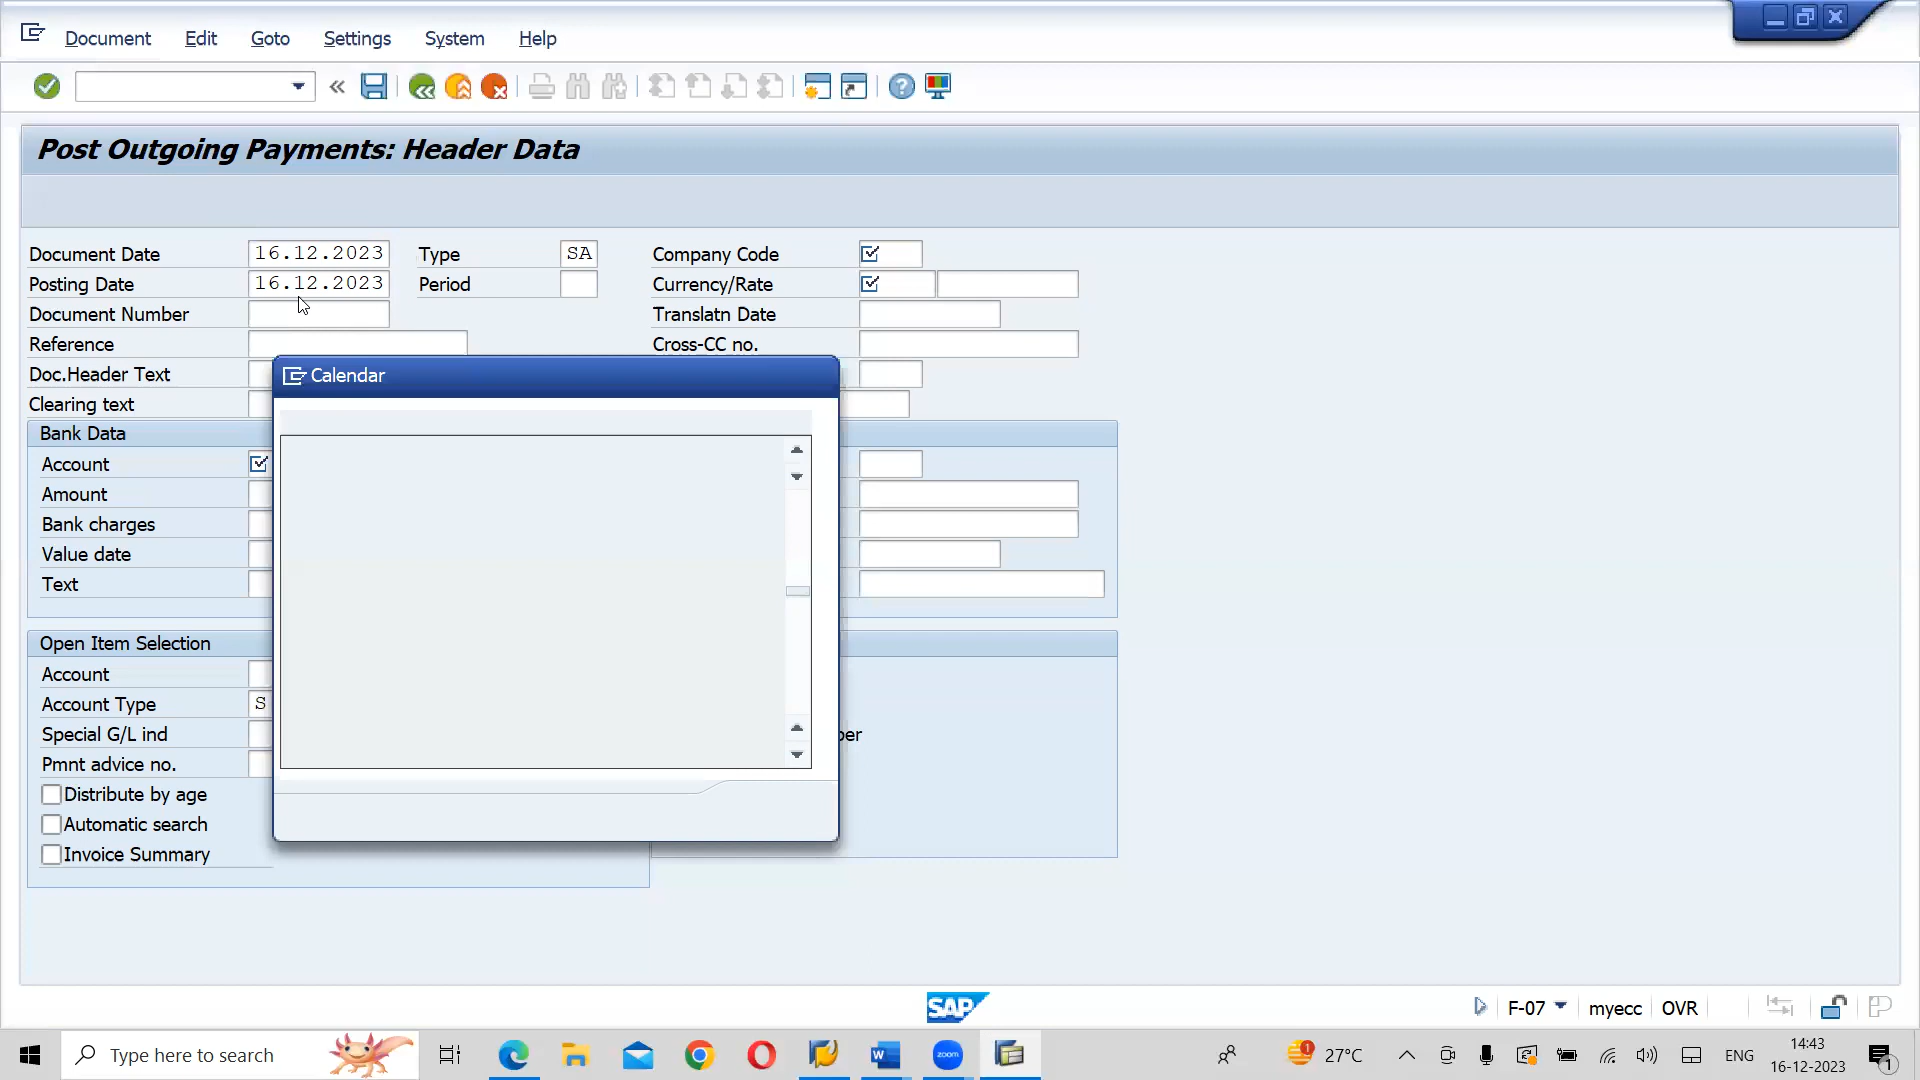 Document Edit Goto Settings System Help
Post Outgoing Payments: Header Data
Document Date 16.12.2023 Type SA Company Code
Posting Date 16.12.2023 Period Currency/Rate
Document Number Translatn Date
Reference Cross-CC no.
Doc.Header Text
Clearing text
Calendar
Bank Data
Account
Amount
Bank charges
Value date
Text
Open Item Selection
Account
Account Type S
Special G/L ind
Pmnt advice no.
Distribute by age
Automatic search
Invoice Summary
SAP F-07 myecc OVR
Type here to search zoom 1 27°C ENG 14:43
16-12-2023 1